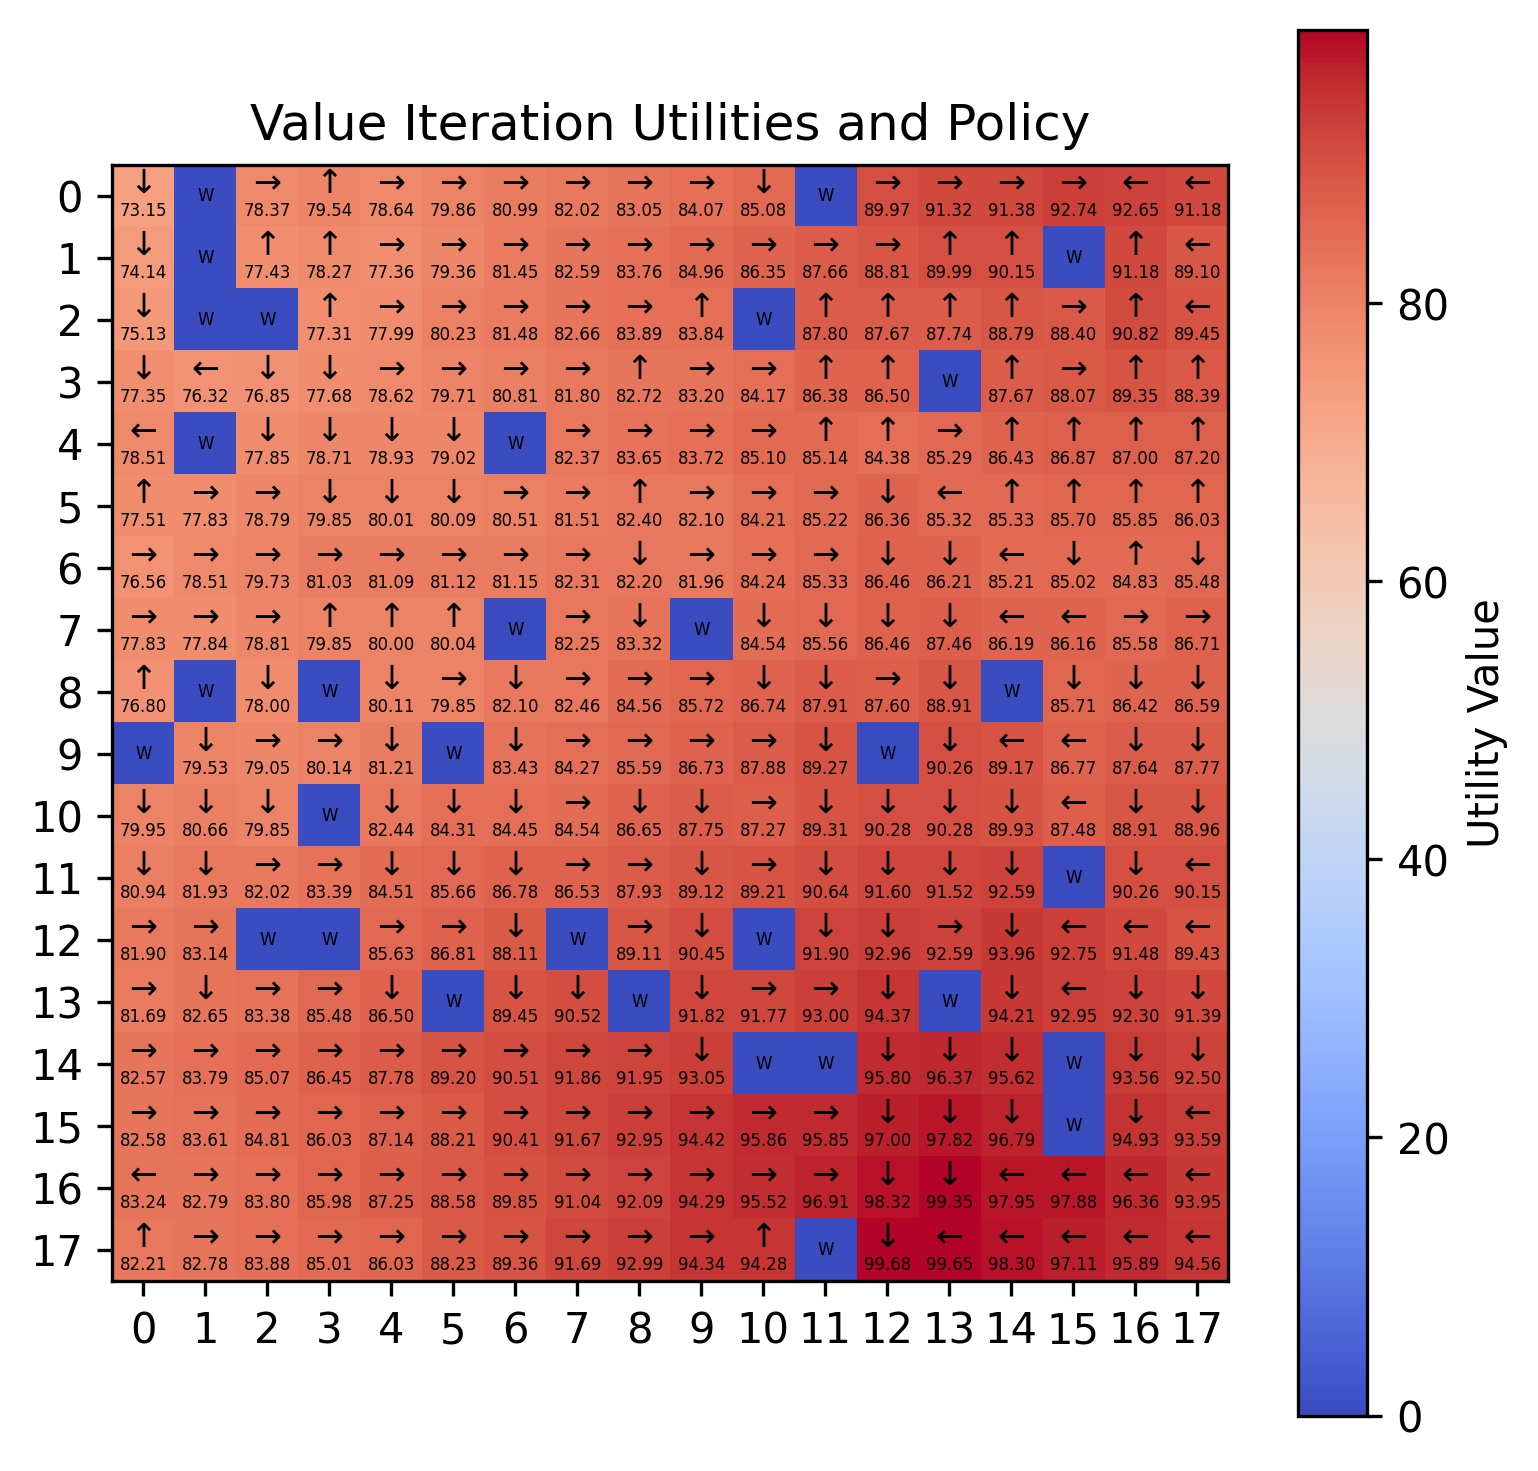 Value Iteration Utilities and Policy
0 ↓ W → ↑ → → → → → → ↓ W → → → → ← ←
73.15 78.37 79.54 78.64 79.86 80.99 82.02 83.05 84.07 85.08 89.97 91.32 91.38 92.74 92.65 91.18
1 ↓ W ↑ ↑ → → → → → → → → → ↑ ↑ W ↑ ←
74.14 77.43 78.27 77.36 79.36 81.45 82.59 83.76 84.96 86.35 87.66 88.81 89.99 90.15 91.18 89.10
2 ↓ W W ↑ → → → → → ↑ W ↑ ↑ ↑ ↑ → ↑ ←
75.13 77.31 77.99 80.23 81.48 82.66 83.89 83.84 87.80 87.67 87.74 88.79 88.40 90.82 89.45
3 ↓ ← ↓ ↓ → → → → ↑ → → ↑ ↑ W ↑ → ↑ ↑
77.35 76.32 76.85 77.68 78.62 79.71 80.81 81.80 82.72 83.20 84.17 86.38 86.50 87.67 88.07 89.35 88.39
4 ← W ↓ ↓ ↓ ↓ W → → → → ↑ ↑ → ↑ ↑ ↑ ↑
78.51 77.85 78.71 78.93 79.02 82.37 83.65 83.72 85.10 85.14 84.38 85.29 86.43 86.87 87.00 87.20
5 ↑ → → ↓ ↓ ↓ → → ↑ → → → ↓ ← ↑ ↑ ↑ ↑
77.51 77.83 78.79 79.85 80.01 80.09 80.51 81.51 82.40 82.10 84.21 85.22 86.36 85.32 85.33 85.70 85.85 86.03
6 → → → → → → → → ↓ → → → ↓ ↓ ← ↓ ↑ ↓
76.56 78.51 79.73 81.03 81.09 81.12 81.15 82.31 82.20 81.96 84.24 85.33 86.46 86.21 85.21 85.02 84.83 85.48
7 → → → ↑ ↑ ↑ W → ↓ W ↓ ↓ ↓ ↓ ← ← → →
77.83 77.84 78.81 79.85 80.00 80.04 82.25 83.32 84.54 85.56 86.46 87.46 86.19 86.16 85.58 86.71
8 ↑ W ↓ W ↓ → ↓ → → → ↓ ↓ → ↓ W ↓ ↓ ↓
76.80 78.00 80.11 79.85 82.10 82.46 84.56 85.72 86.74 87.91 87.60 88.91 85.71 86.42 86.59
9 W ↓ → → ↓ W ↓ → → → → ↓ W ↓ ← ← ↓ ↓
79.53 79.05 80.14 81.21 83.43 84.27 85.59 86.73 87.88 89.27 90.26 89.17 86.77 87.64 87.77
10 ↓ ↓ ↓ W ↓ ↓ ↓ → ↓ ↓ → ↓ ↓ ↓ ↓ ← ↓ ↓
79.95 80.66 79.85 82.44 84.31 84.45 84.54 86.65 87.75 87.27 89.31 90.28 90.28 89.93 87.48 88.91 88.96
11 ↓ ↓ → → ↓ ↓ ↓ → → ↓ → ↓ ↓ ↓ ↓ W ↓ ←
80.94 81.93 82.02 83.39 84.51 85.66 86.78 86.53 87.93 89.12 89.21 90.64 91.60 91.52 92.59 90.26 90.15
12 → → W W → → ↓ W → ↓ W ↓ ↓ → ↓ ← ← ←
81.90 83.14 85.63 86.81 88.11 89.11 90.45 91.90 92.96 92.59 93.96 92.75 91.48 89.43
13 → ↓ → → ↓ W ↓ ↓ W ↓ → → ↓ W ↓ ← ↓ ↓
81.69 82.65 83.38 85.48 86.50 89.45 90.52 91.82 91.77 93.00 94.37 94.21 92.95 92.30 91.39
14 → → → → → → → → → ↓ W W ↓ ↓ ↓ W ↓ ↓
82.57 83.79 85.07 86.45 87.78 89.20 90.51 91.86 91.95 93.05 95.80 96.37 95.62 93.56 92.50
15 → → → → → → → → → → → → ↓ ↓ ↓ W ↓ ←
82.58 83.61 84.81 86.03 87.14 88.21 90.41 91.67 92.95 94.42 95.86 95.85 97.00 97.82 96.79 94.93 93.59
16 ← → → → → → → → → → → → ↓ ↓ ← ← ← ←
83.24 82.79 83.80 85.98 87.25 88.58 89.85 91.04 92.09 94.29 95.52 96.91 98.32 99.35 97.95 97.88 96.36 93.95
17 ↑ → → → → → → → → → ↑ W ↓ ← ← ← ← ←
82.21 82.78 83.88 85.01 86.03 88.23 89.36 91.69 92.99 94.34 94.28 99.68 99.65 98.30 97.11 95.89 94.56
0 1 2 3 4 5 6 7 8 9 10 11 12 13 14 15 16 17
80
60
40
20
0
Utility Value